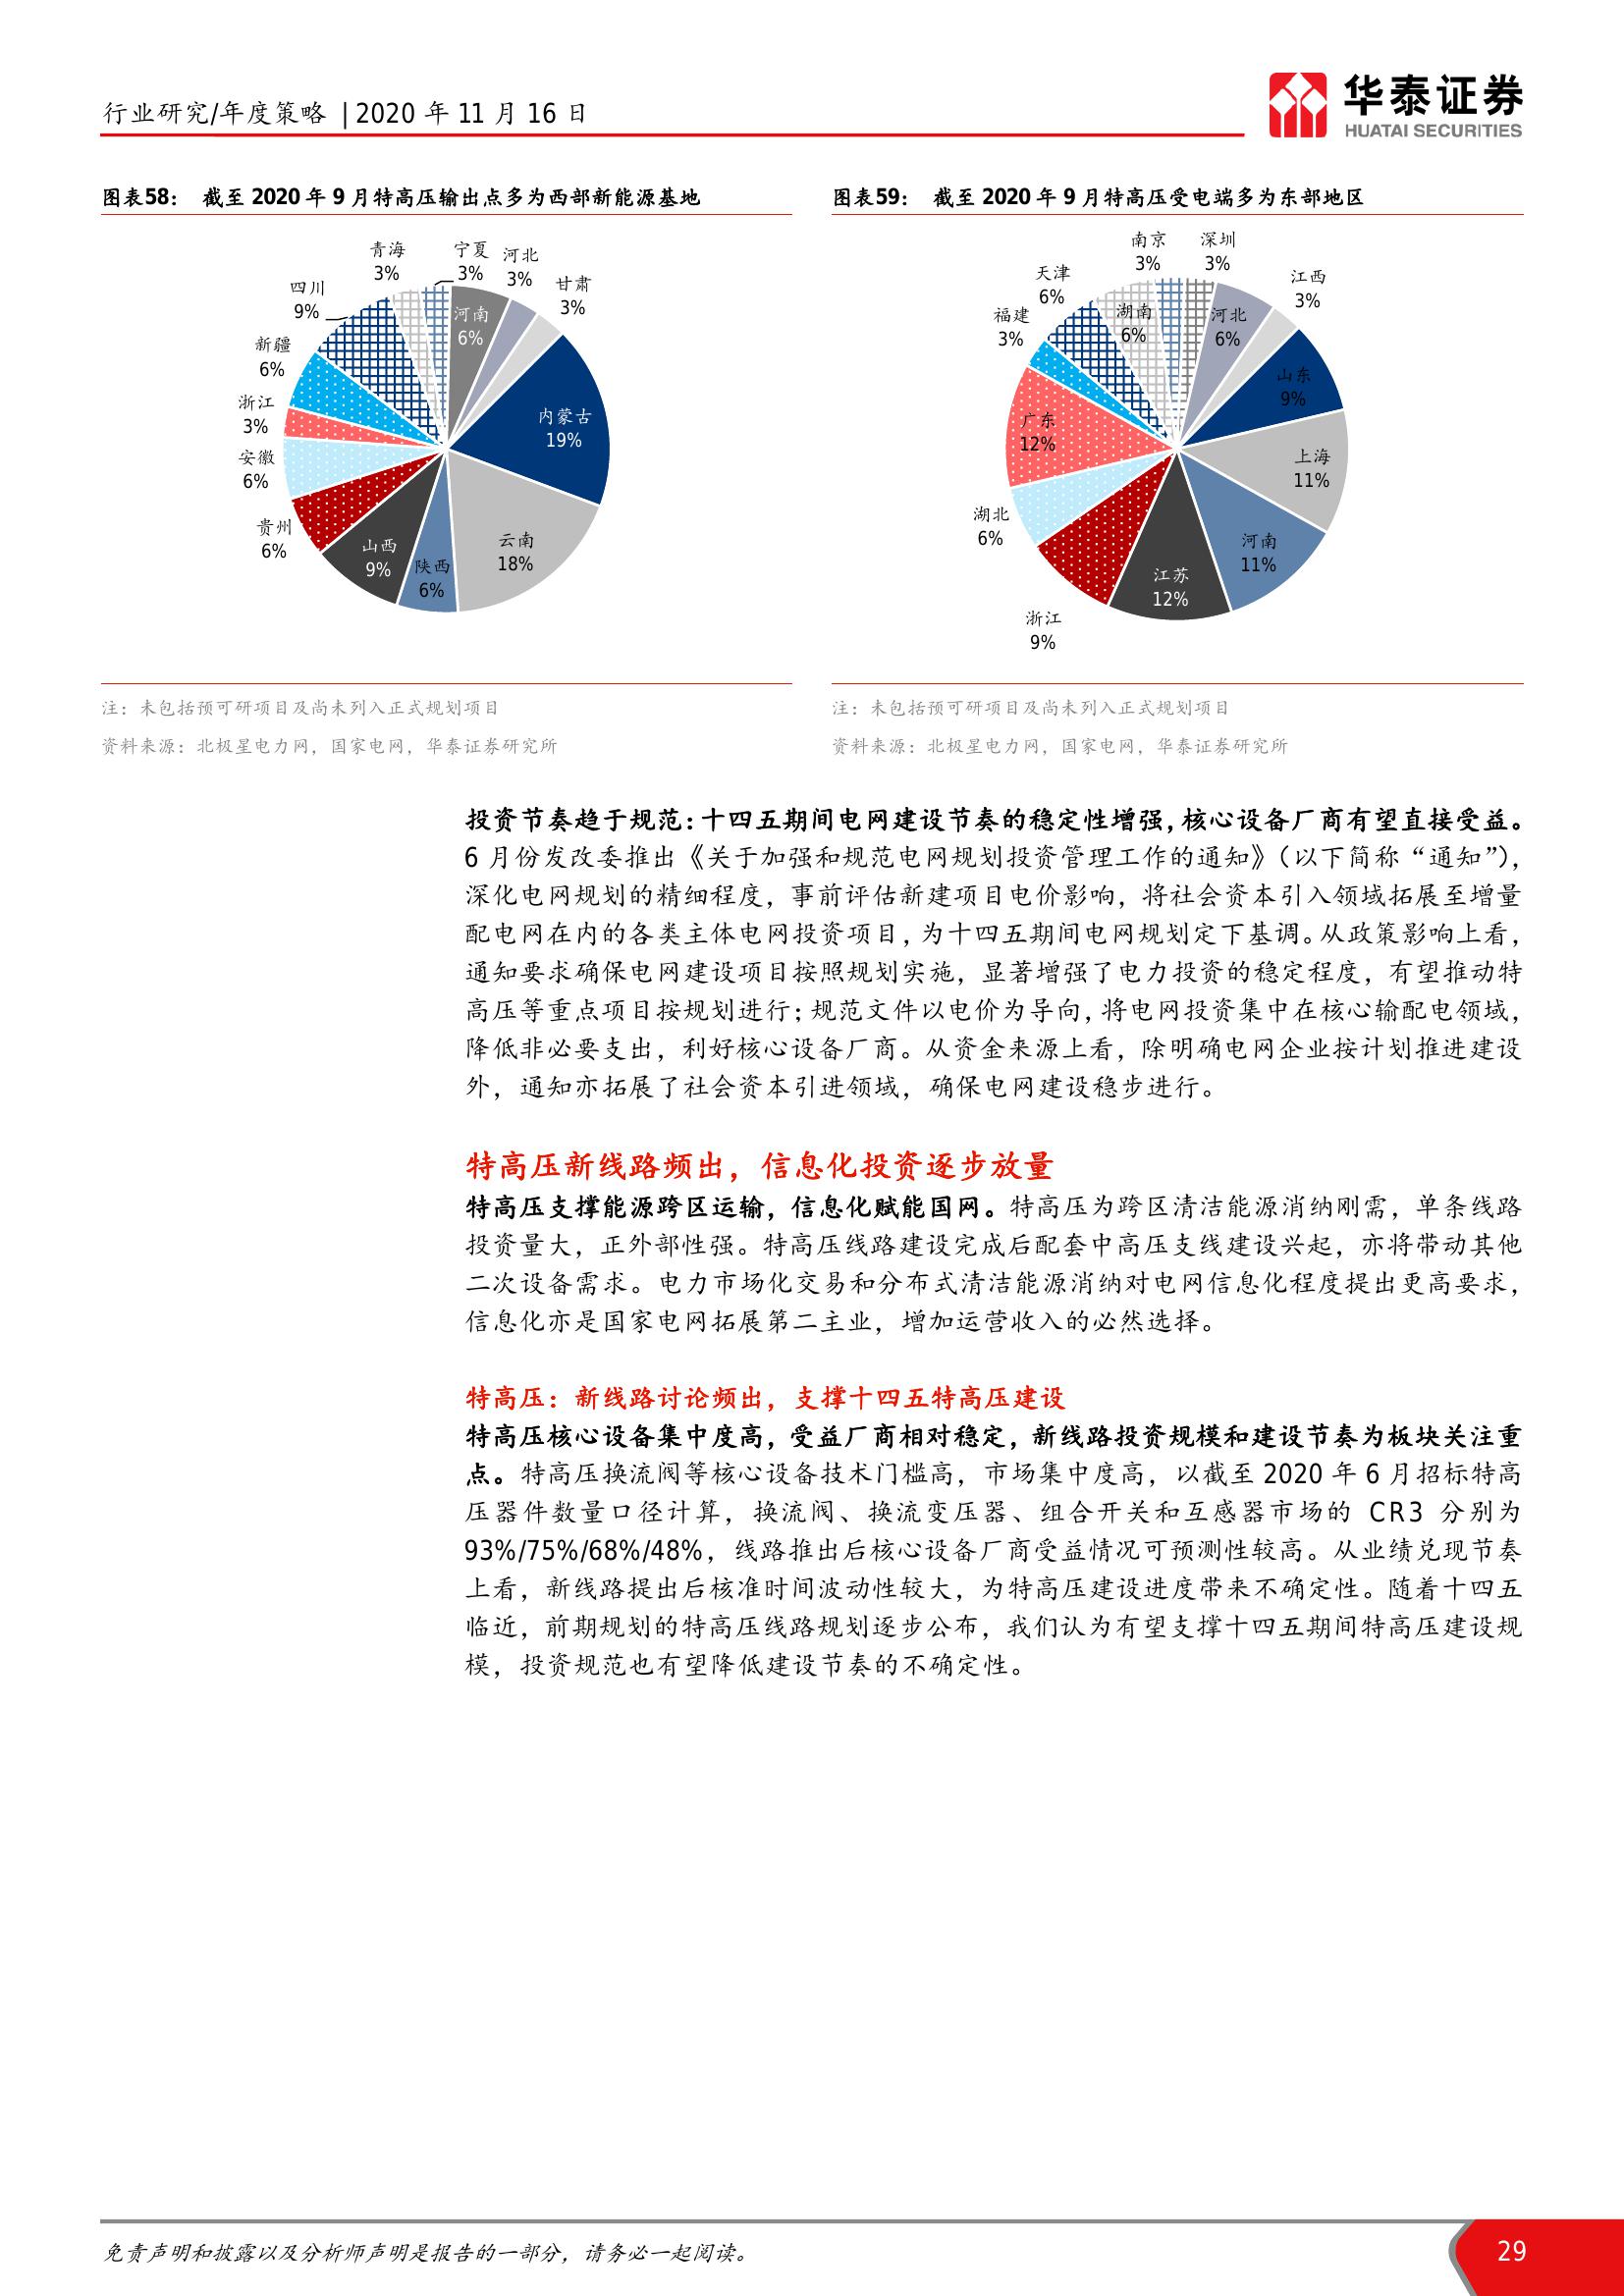 行业研究/年度策略 | 2020 年 11 月 16 日
华泰证券
HUATAI SECURITIES
图表58： 截至 2020 年 9 月特高压输出点多为西部新能源基地
青海
3%
宁夏
3%
河北
3%
甘肃
3%
四川
9%
河南
6%
新疆
6%
浙江
3%
内蒙古
19%
安徽
6%
贵州
6%
山西
9%
陕西
6%
云南
18%
注：未包括预可研项目及尚未列入正式规划项目
资料来源：北极星电力网，国家电网，华泰证券研究所
图表59： 截至 2020 年 9 月特高压受电端多为东部地区
南京
3%
深圳
3%
天津
6%
江西
3%
福建
3%
湖南
6%
河北
6%
山东
9%
广东
12%
上海
11%
湖北
6%
河南
11%
江苏
12%
浙江
9%
注：未包括预可研项目及尚未列入正式规划项目
资料来源：北极星电力网，国家电网，华泰证券研究所
投资节奏趋于规范：十四五期间电网建设节奏的稳定性增强，核心设备厂商有望直接受益。
6 月份发改委推出《关于加强和规范电网规划投资管理工作的通知》（以下简称“通知”），
深化电网规划的精细程度，事前评估新建项目电价影响，将社会资本引入领域拓展至增量
配电网在内的各类主体电网投资项目，为十四五期间电网规划定下基调。从政策影响上看，
通知要求确保电网建设项目按照规划实施，显著增强了电力投资的稳定程度，有望推动特
高压等重点项目按规划进行；规范文件以电价为导向，将电网投资集中在核心输配电领域，
降低非必要支出，利好核心设备厂商。从资金来源上看，除明确电网企业按计划推进建设
外，通知亦拓展了社会资本引进领域，确保电网建设稳步进行。
特高压新线路频出，信息化投资逐步放量
特高压支撑能源跨区运输，信息化赋能国网。特高压为跨区清洁能源消纳刚需，单条线路
投资量大，正外部性强。特高压线路建设完成后配套中高压支线建设兴起，亦将带动其他
二次设备需求。电力市场化交易和分布式清洁能源消纳对电网信息化程度提出更高要求，
信息化亦是国家电网拓展第二主业，增加运营收入的必然选择。
特高压：新线路讨论频出，支撑十四五特高压建设
特高压核心设备集中度高，受益厂商相对稳定，新线路投资规模和建设节奏为板块关注重
点。特高压换流阀等核心设备技术门槛高，市场集中度高，以截至 2020 年 6 月招标特高
压器件数量口径计算，换流阀、换流变压器、组合开关和互感器市场的 CR3 分别为
93%/75%/68%/48%，线路推出后核心设备厂商受益情况可预测性较高。从业绩兑现节奏
上看，新线路提出后核准时间波动性较大，为特高压建设进度带来不确定性。随着十四五
临近，前期规划的特高压线路规划逐步公布，我们认为有望支撑十四五期间特高压建设规
模，投资规范也有望降低建设节奏的不确定性。
免责声明和披露以及分析师声明是报告的一部分，请务必一起阅读。
29